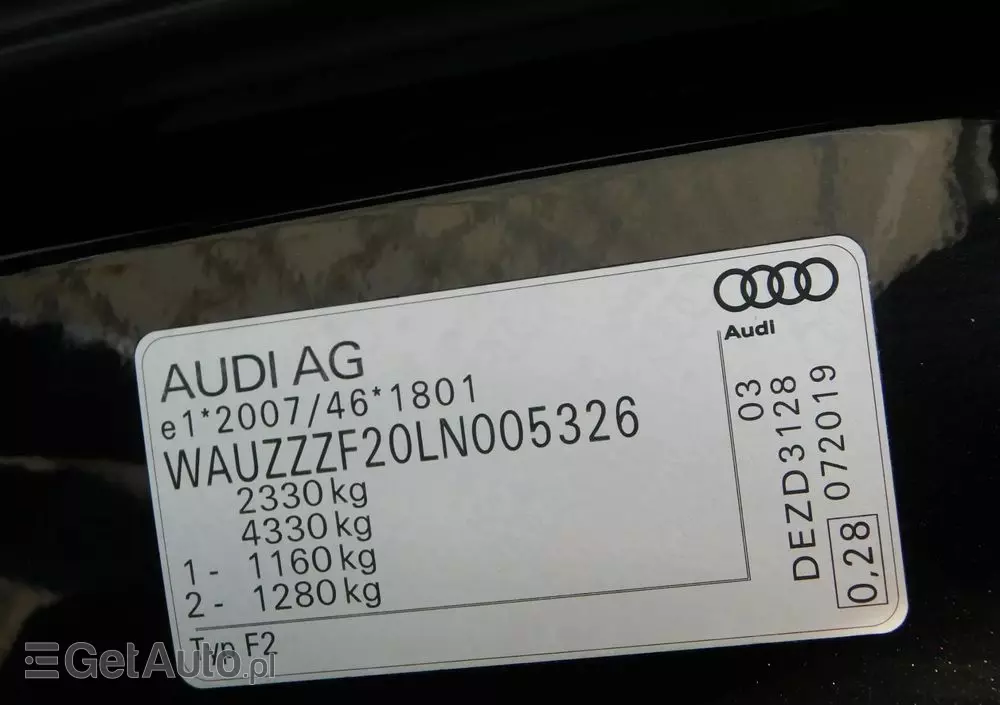 AUDI AG
e1*2007/46*1801
WAUZZZF20LN005326
2330 kg
4330 kg
1 - 1160 kg
2 - 1280 kg
Typ F2
Audi
03
DEZD3128
072019
0,28
GetAuto.pl